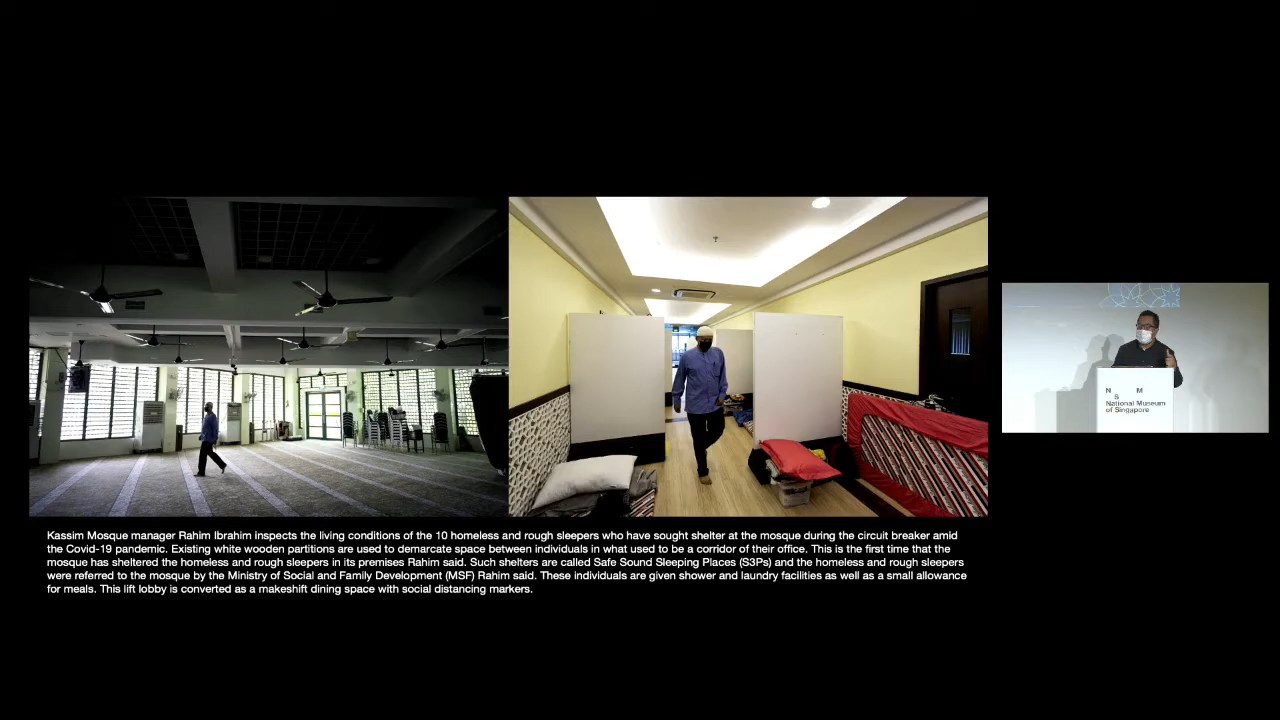 Kassim Mosque manager Rahim Ibrahim inspects the living conditions of the 10 homeless and rough sleepers who have sought shelter at the mosque during the circuit breaker amid
the Covid-19 pandemic. Existing white wooden partitions are used to demarcate space between individuals in what used to be a corridor of their office. This is the first time that the
mosque has sheltered the homeless and rough sleepers in its premises Rahim said. Such shelters are called Safe Sound Sleeping Places (S3Ps) and the homeless and rough sleepers
were referred to the mosque by the Ministry of Social and Family Development (MSF) Rahim said. These individuals are given shower and laundry facilities as well as a small allowance
for meals. This lift lobby is converted as a makeshift dining space with social distancing markers.
N M
S
National Museum
of Singapore